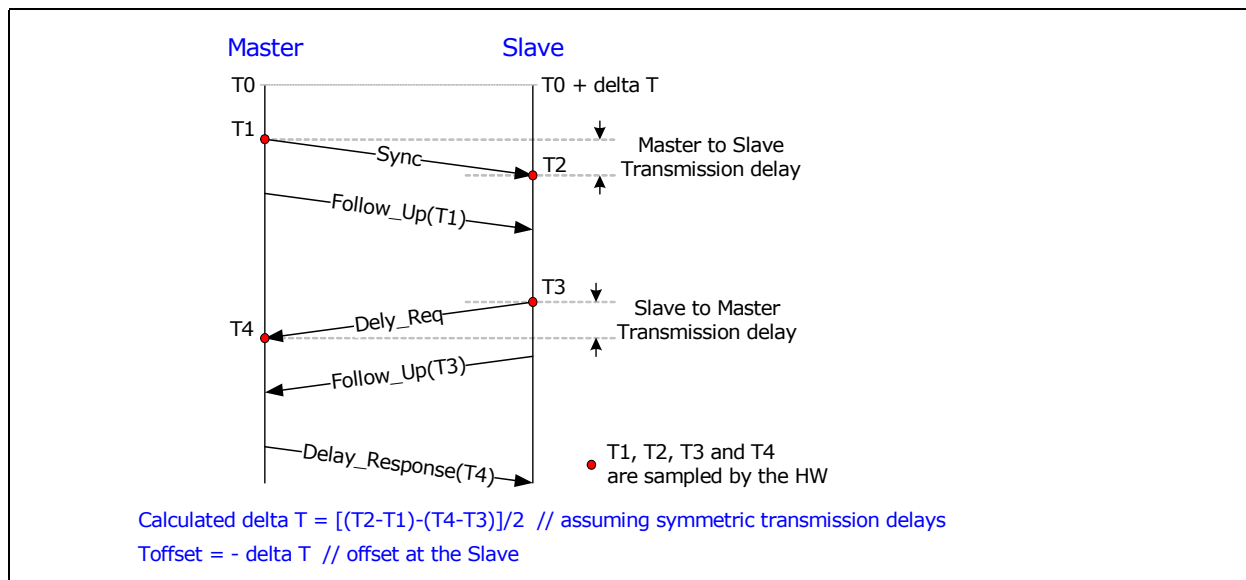 Master Slave
T0 T0 + delta T
T1
Master to Slave
Transmission delay
Sync
T2
Follow_Up(T1)
T3
Slave to Master
Transmission delay
Dely_Req
T4
Follow_Up(T3)
Delay_Response(T4)
T1, T2, T3 and T4
are sampled by the HW
Calculated delta T = [(T2-T1)-(T4-T3)]/2 // assuming symmetric transmission delays
Toffset = - delta T // offset at the Slave